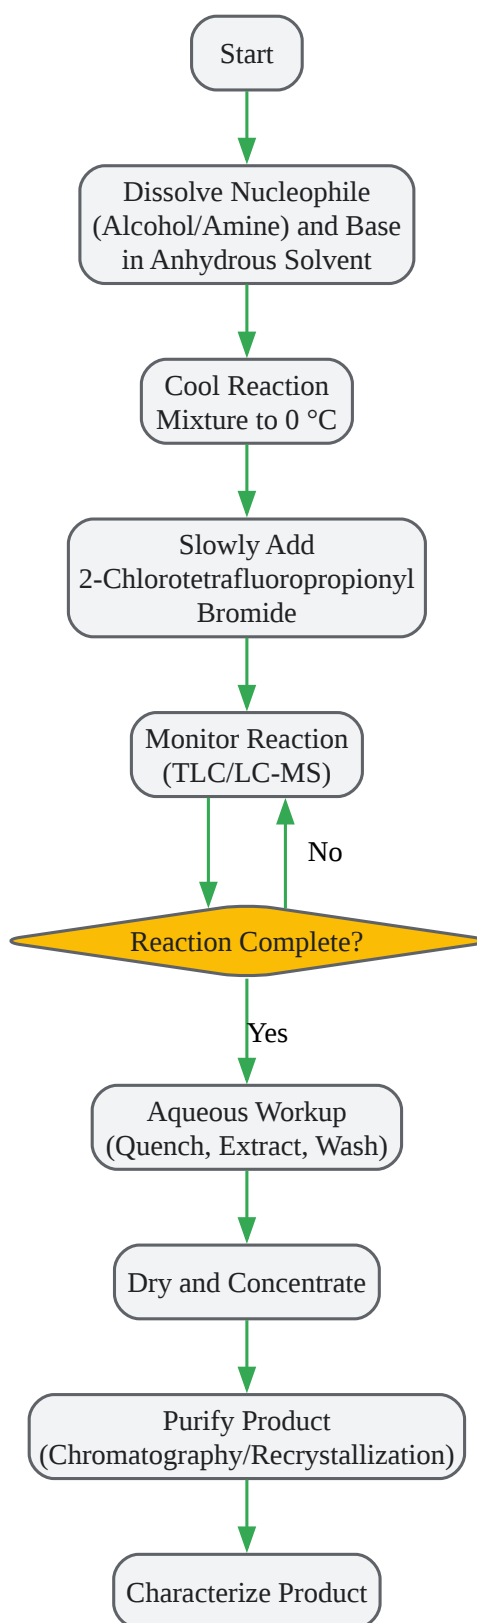 Start
Dissolve Nucleophile
(Alcohol/Amine) and Base
in Anhydrous Solvent
Cool Reaction
Mixture to 0 °C
Slowly Add
2-Chlorotetrafluoropropionyl
Bromide
Monitor Reaction
(TLC/LC-MS)
No
Reaction Complete?
Yes
Aqueous Workup
(Quench, Extract, Wash)
Dry and Concentrate
Purify Product
(Chromatography/Recrystallization)
Characterize Product